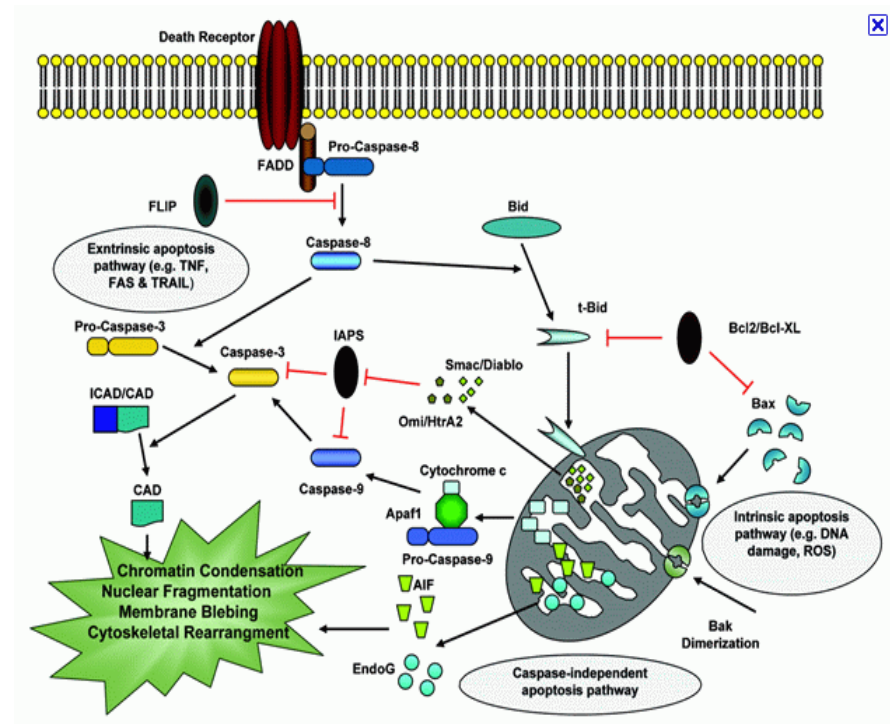 Death Receptor
Pro-Caspase-8
FADD
FLIP
Bid
Exntrinsic apoptosis
pathway (e.g. TNF,
FAS & TRAIL)
Caspase-8
t-Bid
Bcl2/Bcl-XL
Pro-Caspase-3
Caspase-3
IAPS
Smac/Diablo
ICAD/CAD
Omi/HtrA2
Bax
Caspase-9
Cytochrome c
CAD
Apaf1
Intrinsic apoptosis
pathway (e.g. DNA
damage, ROS)
Pro-Caspase-9
Chromatin Condensation
Nuclear Fragmentation
Membrane Blebing
Cytoskeletal Rearrangment
AIF
Bak
Dimerization
EndoG
Caspase-independent
apoptosis pathway